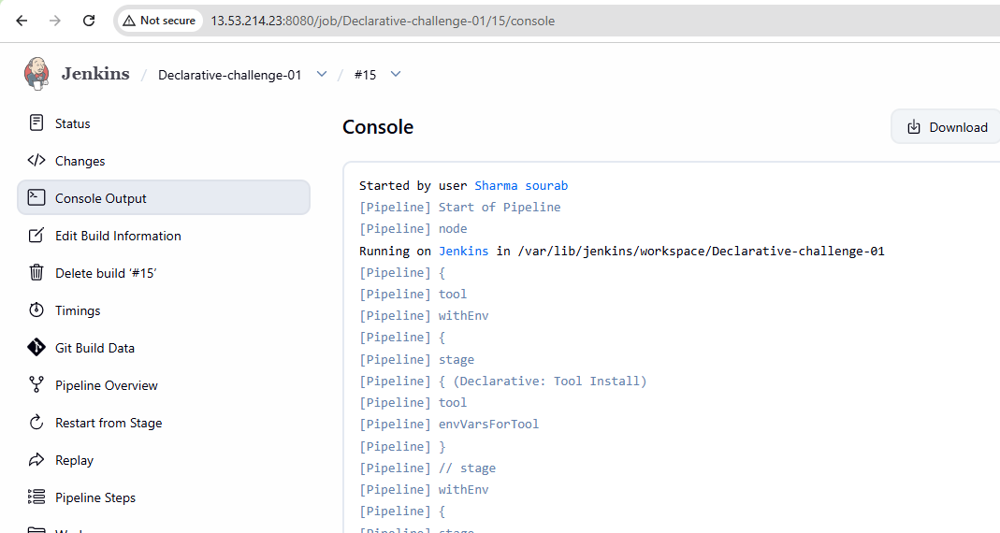 Not secure 13.53.214.23:8080/job/Declarative-challenge-01/15/console
Jenkins / Declarative-challenge-01 / #15
Status
Changes
Console Output
Edit Build Information
Delete build ‘#15’
Timings
Git Build Data
Pipeline Overview
Restart from Stage
Replay
Pipeline Steps
Console
Download
Started by user Sharma sourab
[Pipeline] Start of Pipeline
[Pipeline] node
Running on Jenkins in /var/lib/jenkins/workspace/Declarative-challenge-01
[Pipeline] {
[Pipeline] tool
[Pipeline] withEnv
[Pipeline] {
[Pipeline] stage
[Pipeline] { (Declarative: Tool Install)
[Pipeline] tool
[Pipeline] envVarsForTool
[Pipeline] }
[Pipeline] // stage
[Pipeline] withEnv
[Pipeline] {
[Pipeline] stage